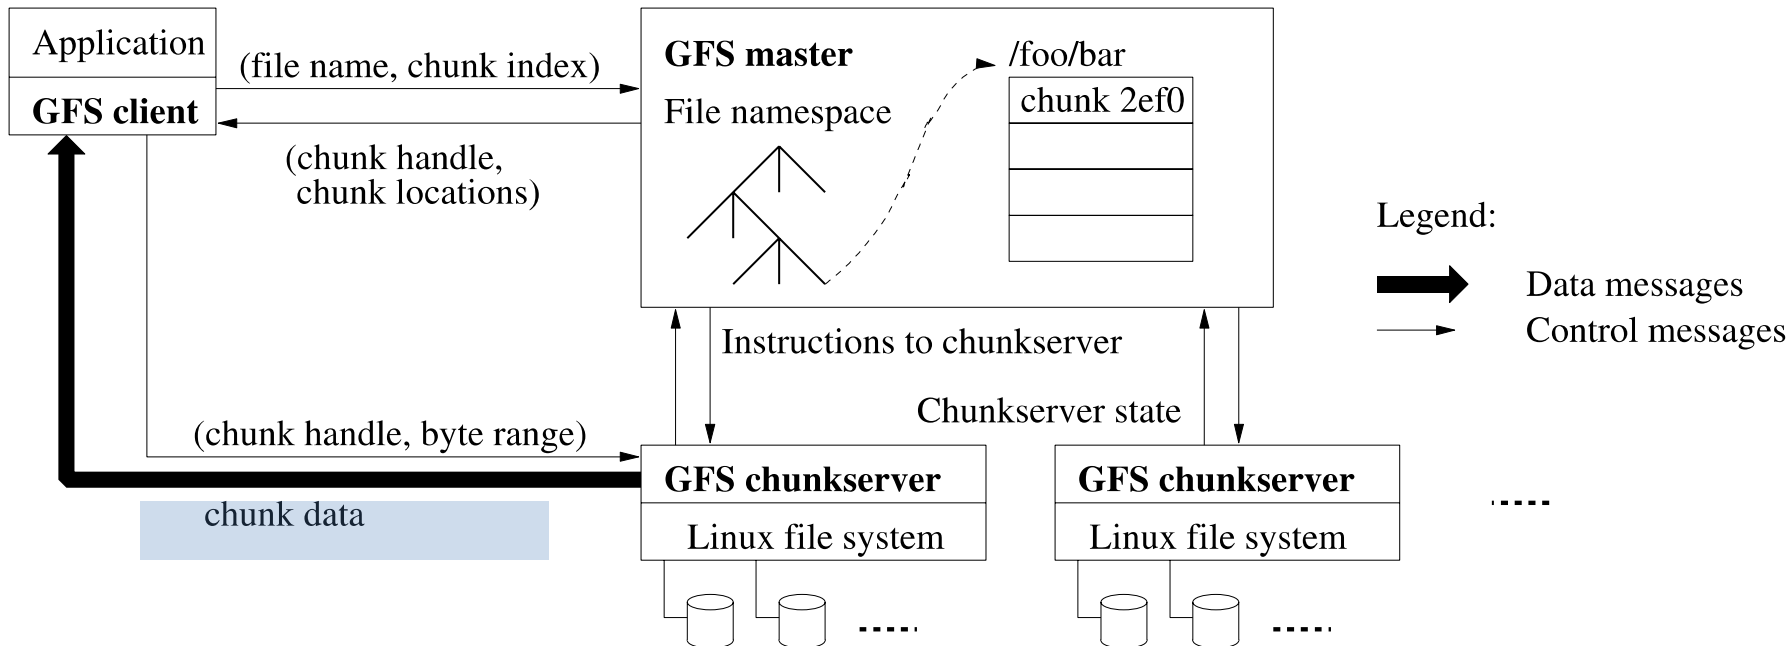 Application
GFS client
(file name, chunk index)
(chunk handle,
chunk locations)
GFS master
File namespace
/foo/bar
chunk 2ef0
Legend:
Data messages
Control messages
Instructions to chunkserver
Chunkserver state
(chunk handle, byte range)
chunk data
GFS chunkserver
Linux file system
GFS chunkserver
Linux file system